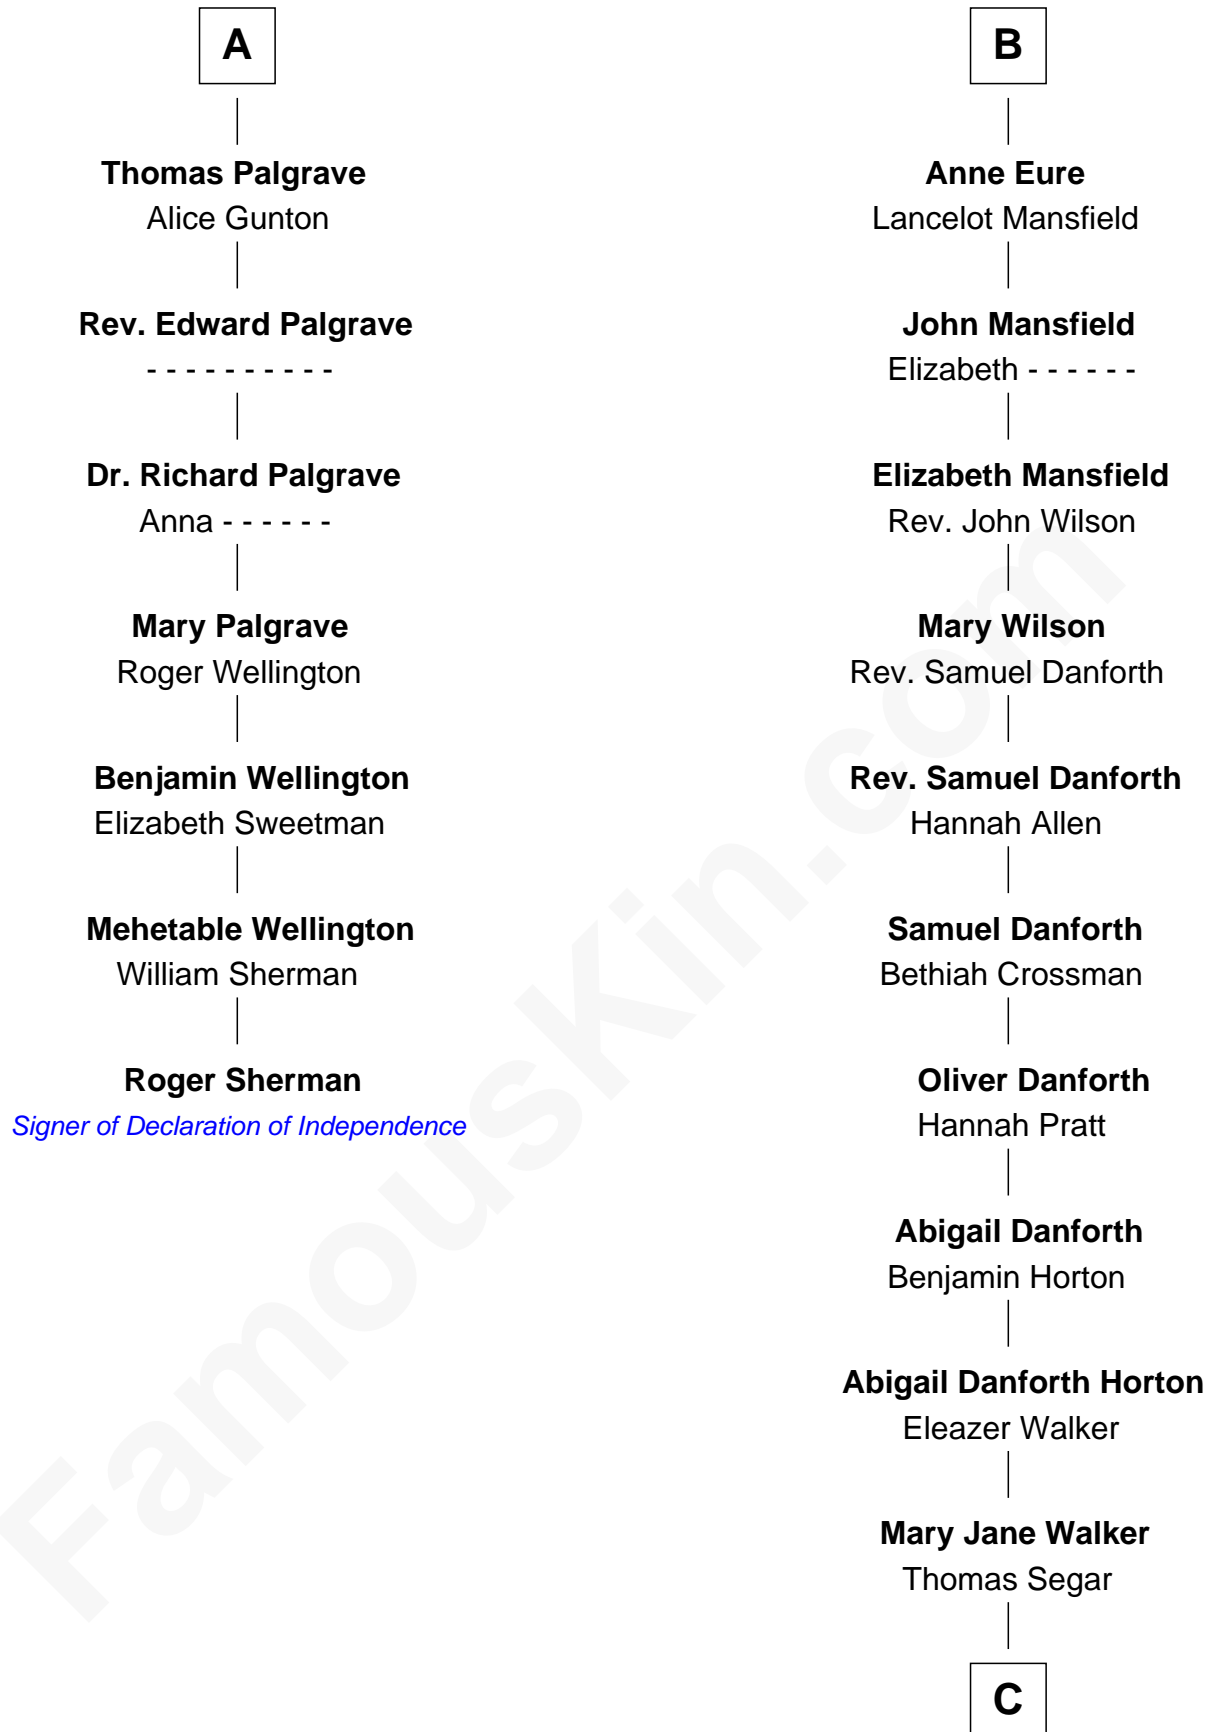 A
Thomas Palgrave
Alice Gunton
Rev. Edward Palgrave
- - - - - - - - - -
Dr. Richard Palgrave
Anna - - - - - -
Mary Palgrave
Roger Wellington
Benjamin Wellington
Elizabeth Sweetman
Mehetable Wellington
William Sherman
Roger Sherman
Signer of Declaration of Independence
B
Anne Eure
Lancelot Mansfield
John Mansfield
Elizabeth - - - - - -
Elizabeth Mansfield
Rev. John Wilson
Mary Wilson
Rev. Samuel Danforth
Rev. Samuel Danforth
Hannah Allen
Samuel Danforth
Bethiah Crossman
Oliver Danforth
Hannah Pratt
Abigail Danforth
Benjamin Horton
Abigail Danforth Horton
Eleazer Walker
Mary Jane Walker
Thomas Segar
C
FamousKin.com